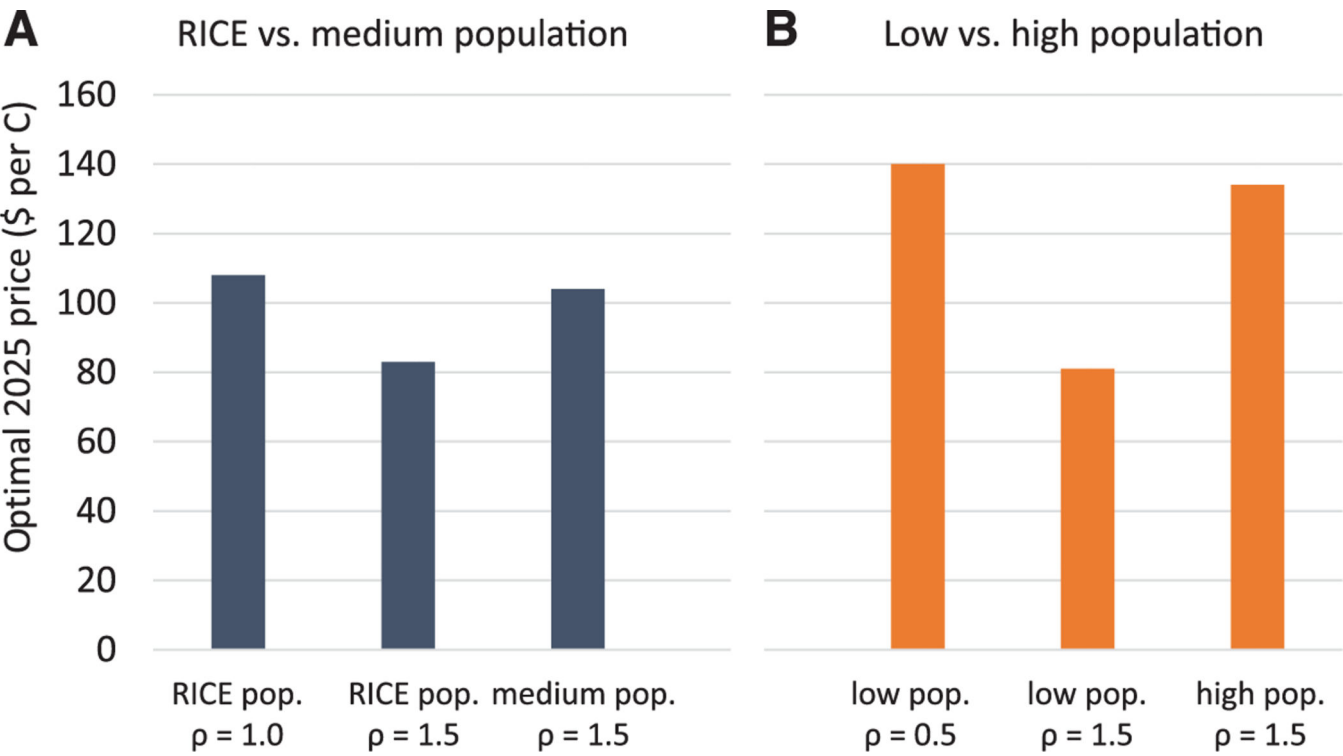 A RICE vs. medium population
B Low vs. high population
Optimal 2025 price ($ per C)
160
140
120
100
80
60
40
20
0
RICE pop. RICE pop. medium pop.
ρ = 1.0 ρ = 1.5 ρ = 1.5
low pop. low pop. high pop.
ρ = 0.5 ρ = 1.5 ρ = 1.5